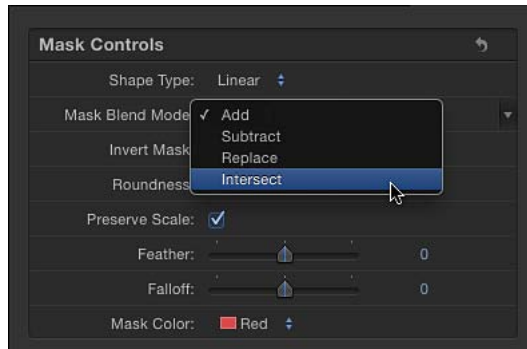 Mask Controls
Shape Type: Linear
Mask Blend Mode ✓ Add
Subtract
Invert Mask
Replace
Roundness Intersect
Preserve Scale:
Feather: 0
Falloff: 0
Mask Color: Red